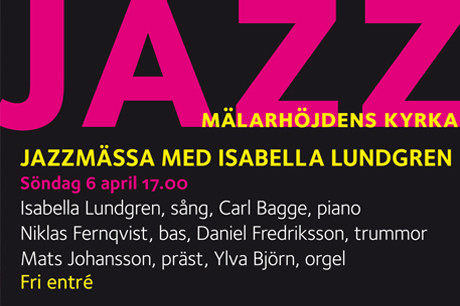 JAZZ
MÄLARHÖJDENS KYRKA
JAZZMÄSSA MED ISABELLA LUNDGREN
Söndag 6 april 17.00
Isabella Lundgren, sång, Carl Bagge, piano
Niklas Fernqvist, bas, Daniel Fredriksson, trummor
Mats Johansson, präst, Ylva Björn, orgel
Fri entré